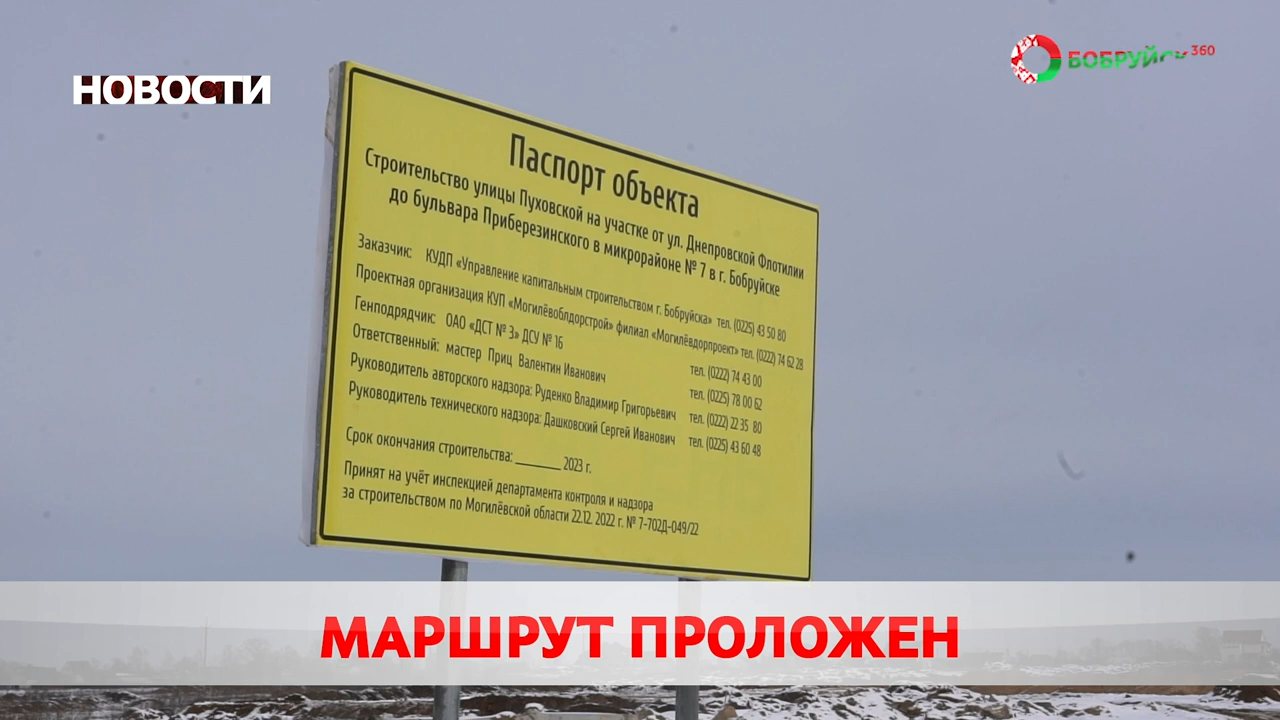 НОВОСТИ
БОБРУЙСК 360
Паспорт объекта
Строительство улицы Пуховской на участке от ул. Днепровской Флотилии
до бульвара Приберезинского в микрорайоне № 7 в г. Бобруйске
Заказчик: КУДП «Управление капитальным строительством г. Бобруйска» тел. (0225) 43 50 80
Проектная организация КУП «Могилёвоблдорстрой» филиал «Могилёвдорпроект» тел. (0222) 74 62 28
Генподрядчик: ОАО «ДСТ № 3» ДСУ № 16 тел. (0222) 74 43 00
Ответственный: мастер Приц Валентин Иванович тел. (0225) 78 00 62
Руководитель авторского надзора: Руденко Владимир Григорьевич тел. (0222) 22 35 80
Руководитель технического надзора: Дашковский Сергей Иванович тел. (0225) 43 60 48
Срок окончания строительства: ________ 2023 г.
Принят на учёт инспекцией департамента контроля и надзора
за строительством по Могилёвской области 22.12. 2022 г. № 7-702Д-049/22
МАРШРУТ ПРОЛОЖЕН